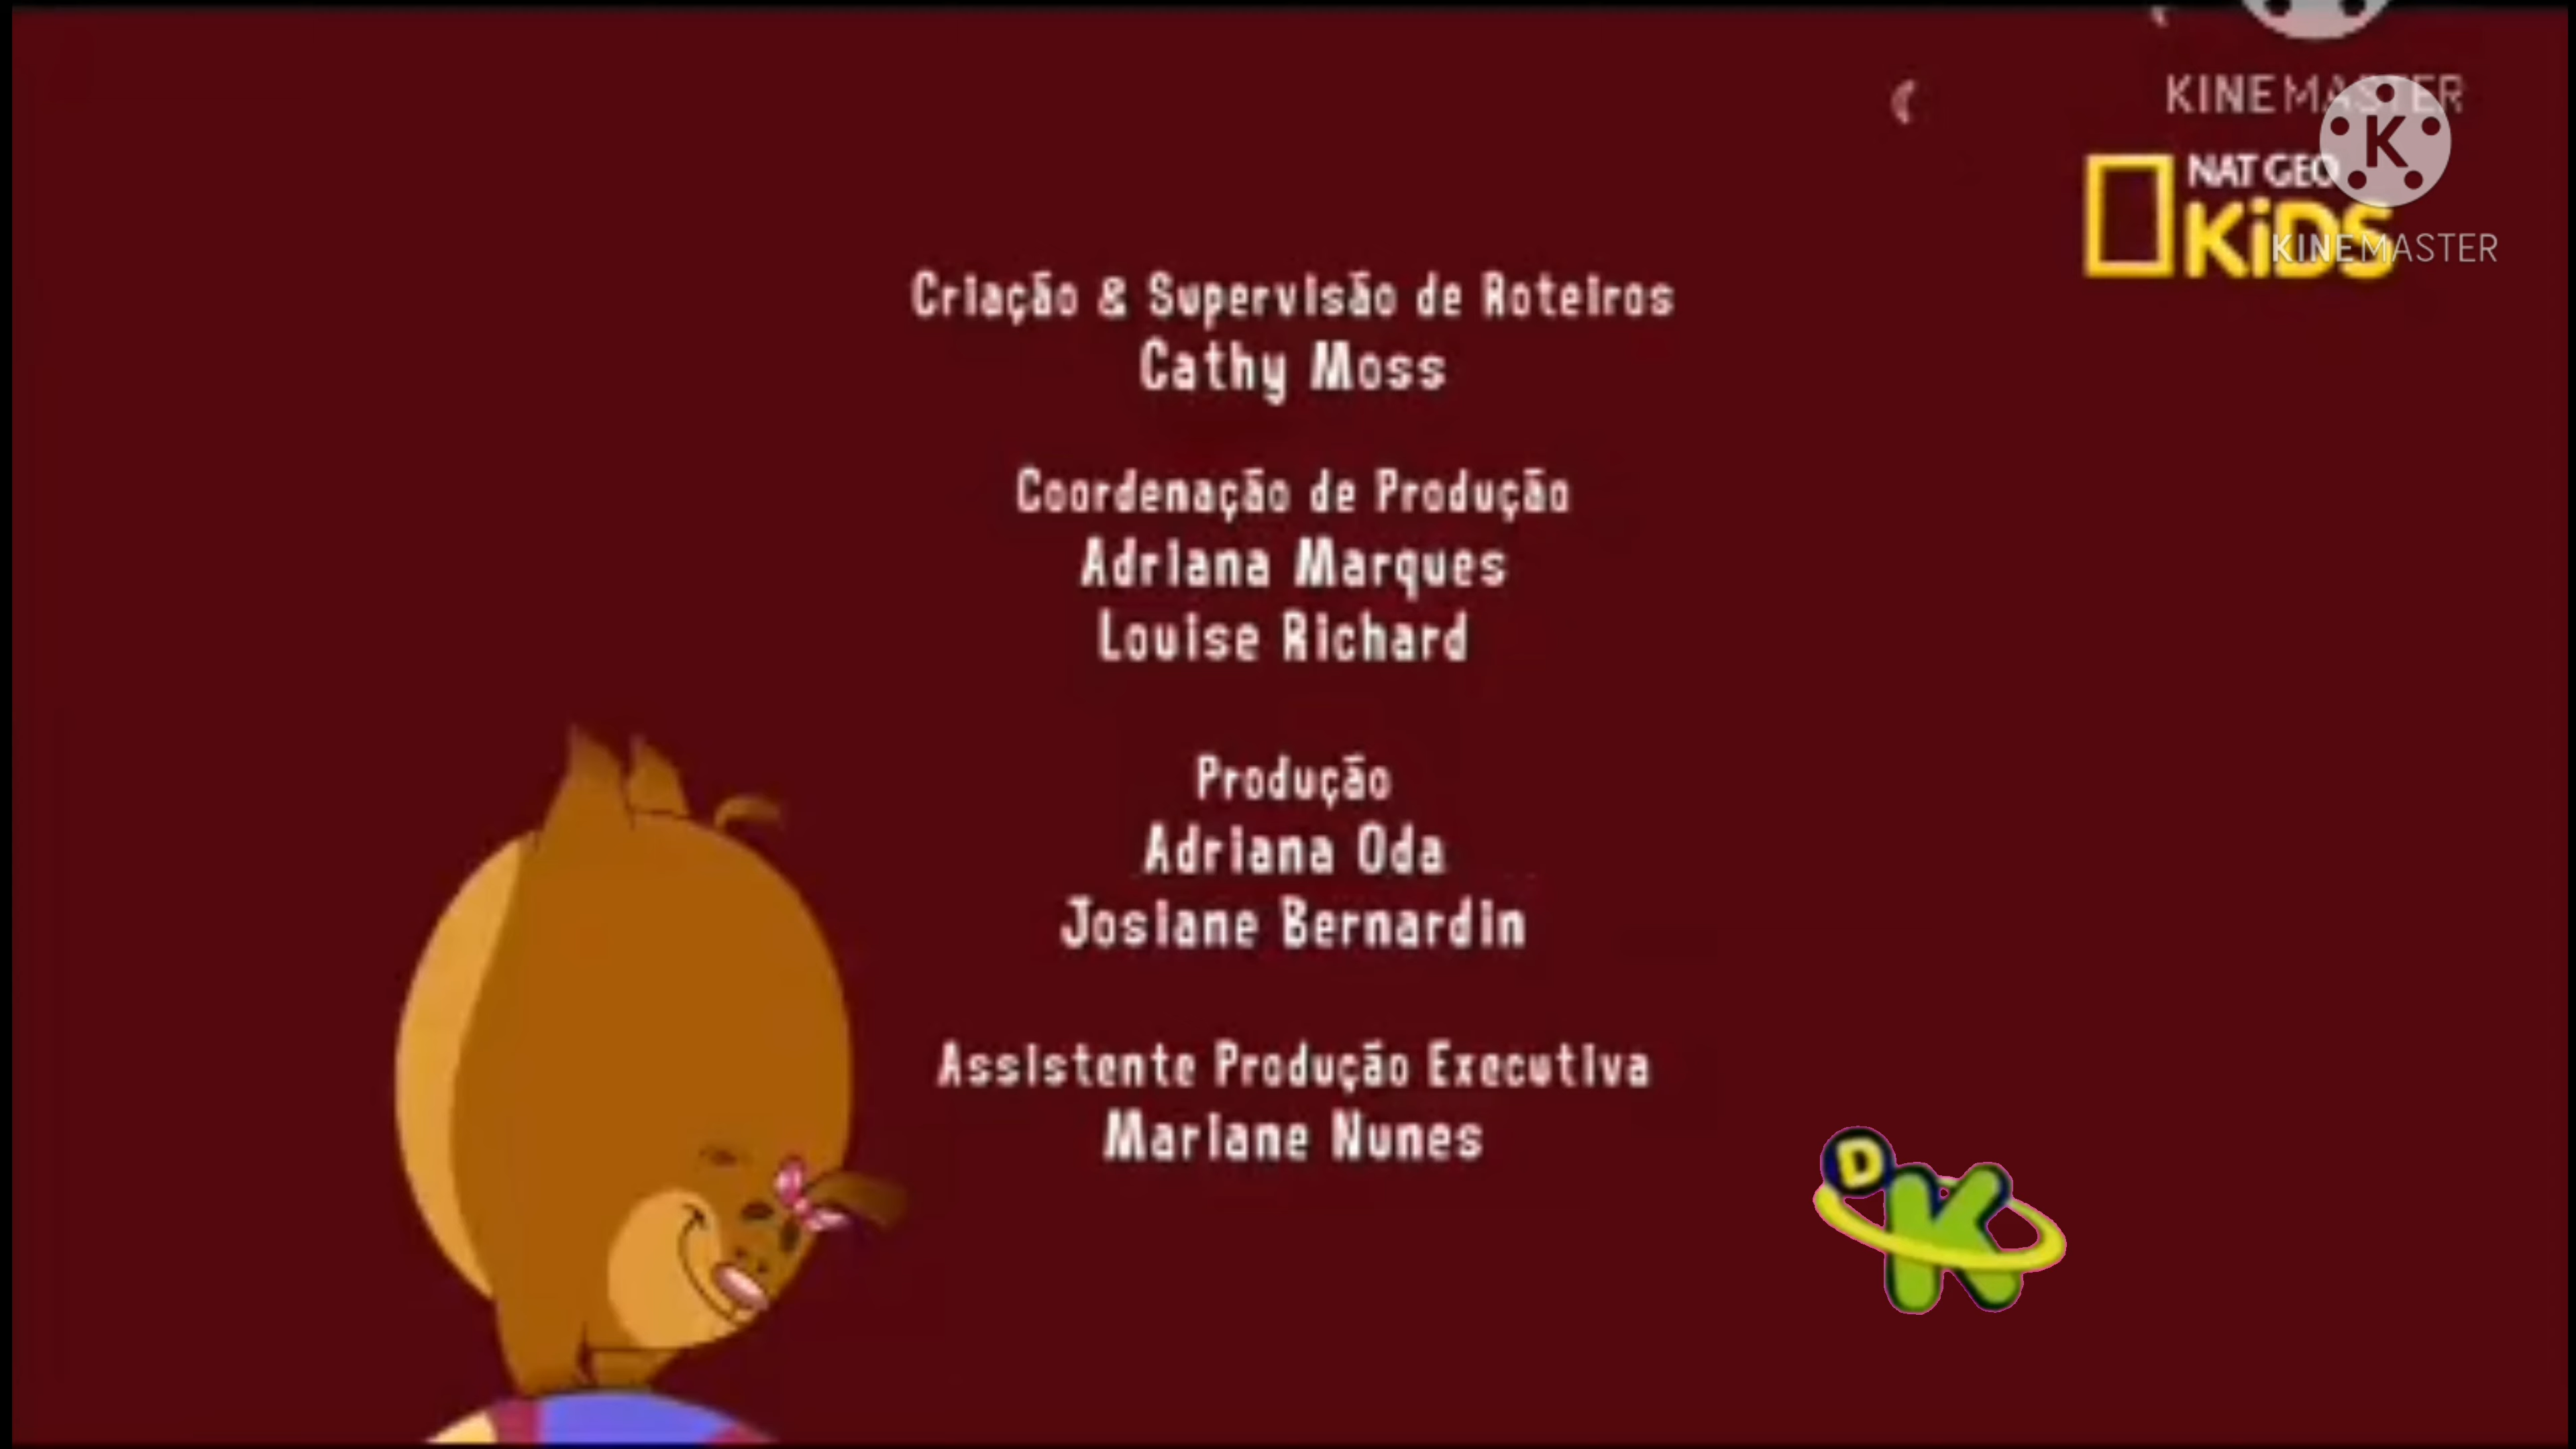 KINEMASTER
K
NAT GEO
KiDS
KINEMASTER
Criação & Supervisão de Roteiros
Cathy Moss
Coordenação de Produção
Adriana Marques
Louise Richard
Produção
Adriana Oda
Josiane Bernardin
Assistente Produção Executiva
Mariane Nunes
D
K